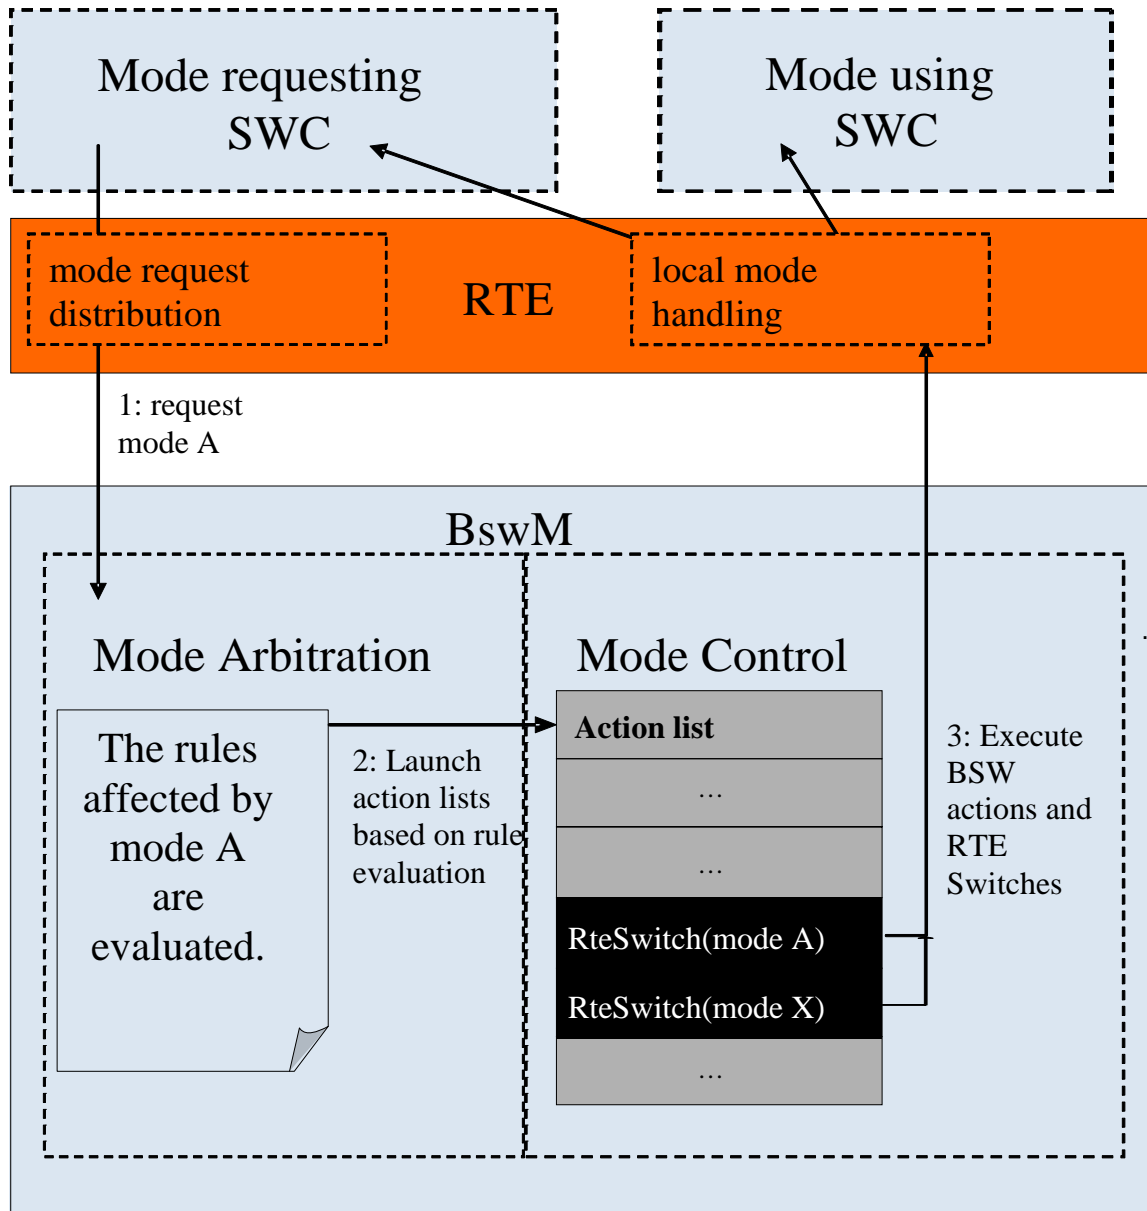 Mode requesting
SWC
Mode using
SWC
mode request
distribution
RTE
local mode
handling
1: request
mode A
BswM
Mode Arbitration
Mode Control
The rules
affected by
mode A
are
evaluated.
2: Launch
action lists
based on rule
evaluation
Action list
...
...
RteSwitch(mode A)
RteSwitch(mode X)
...
3: Execute
BSW
actions and
RTE
Switches
.